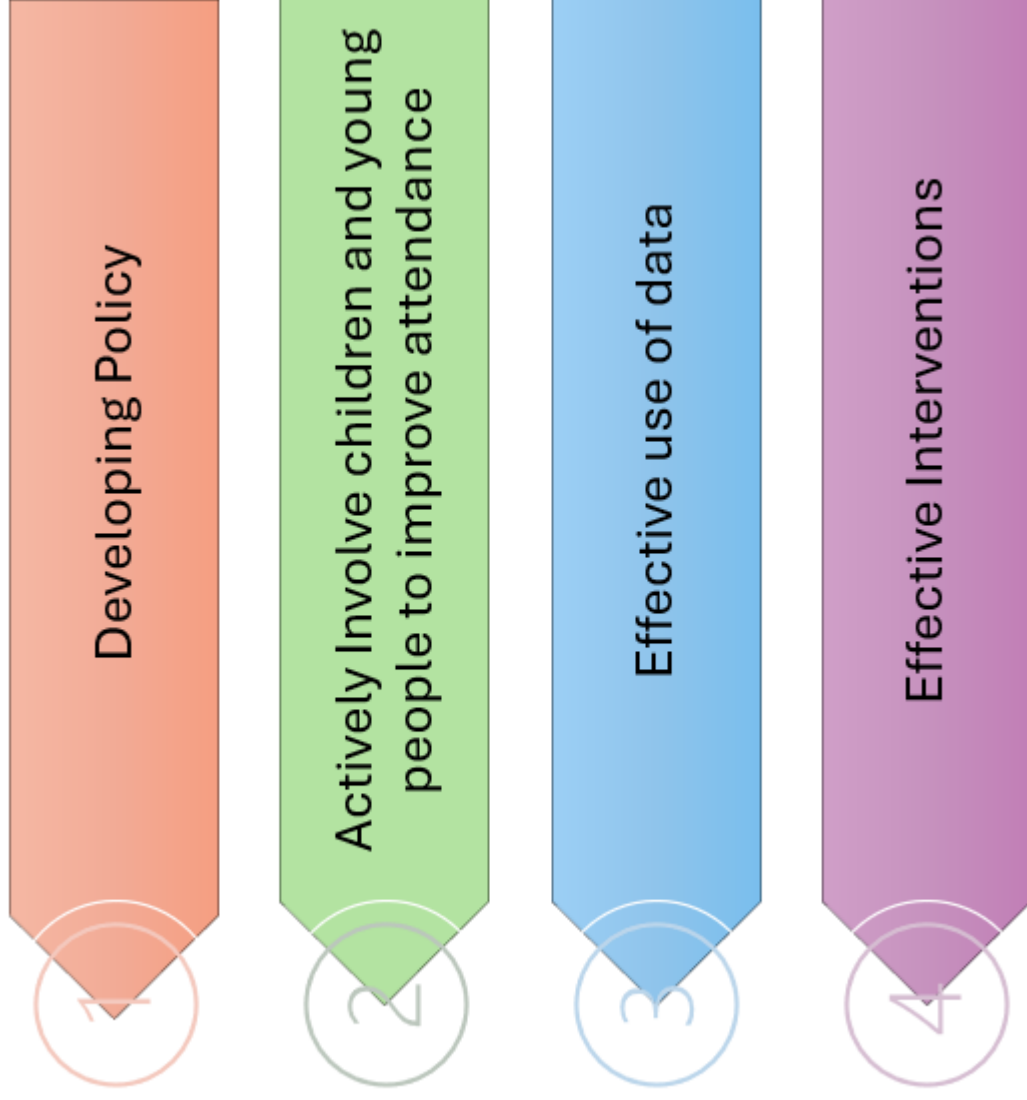 1
Developing Policy
2
Actively Involve children and young
people to improve attendance
3
Effective use of data
4
Effective Interventions